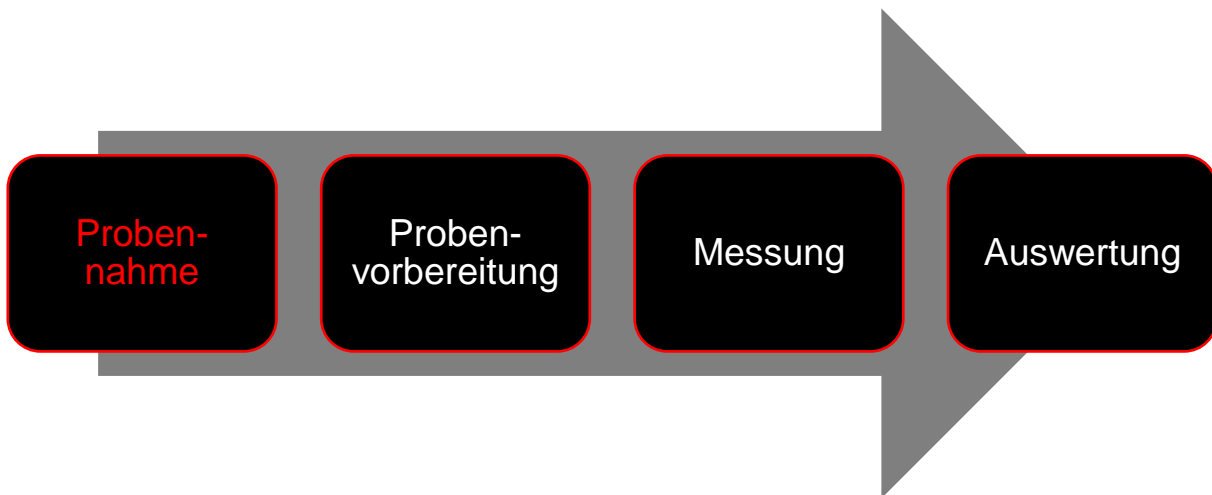 Proben-
nahme
Proben-
vorbereitung
Messung
Auswertung